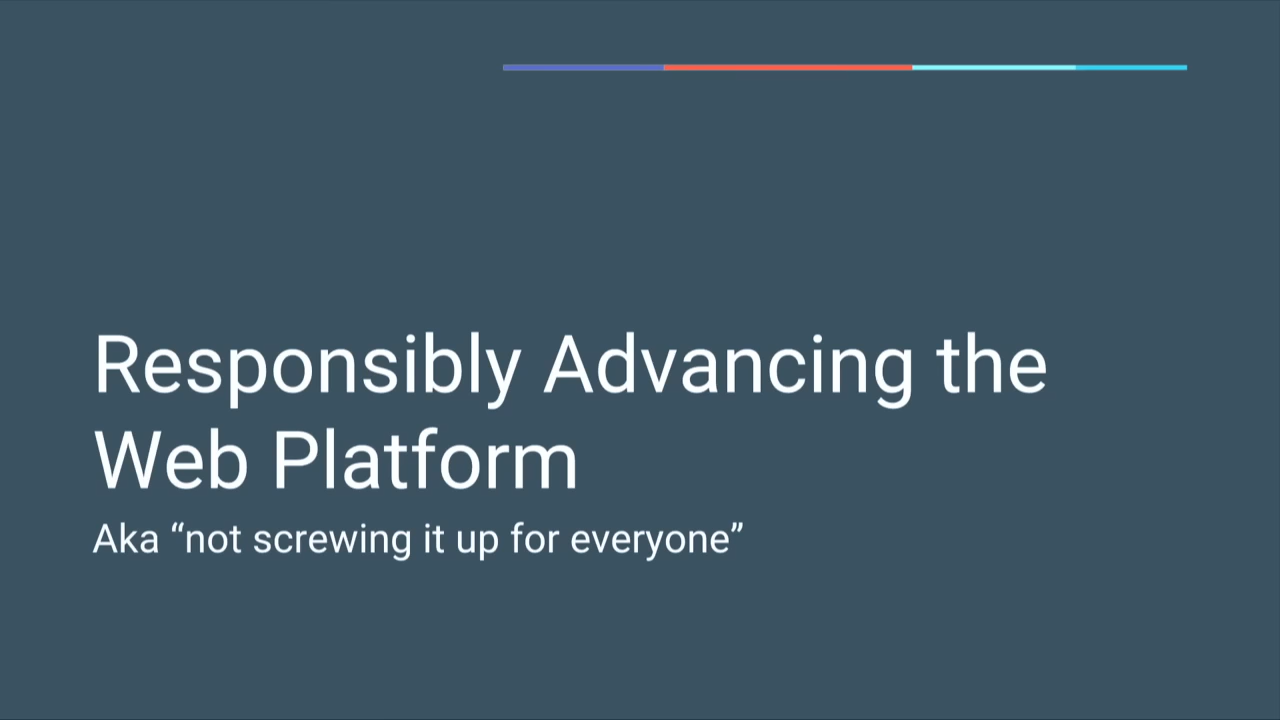 Responsibly Advancing the
Web Platform
Aka “not screwing it up for everyone”